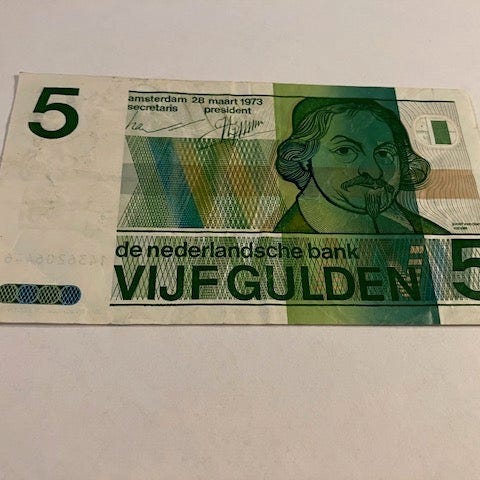 5
amsterdam 28 maart 1973
secretaris president
de nederlandsche bank
VIJF GULDEN
5